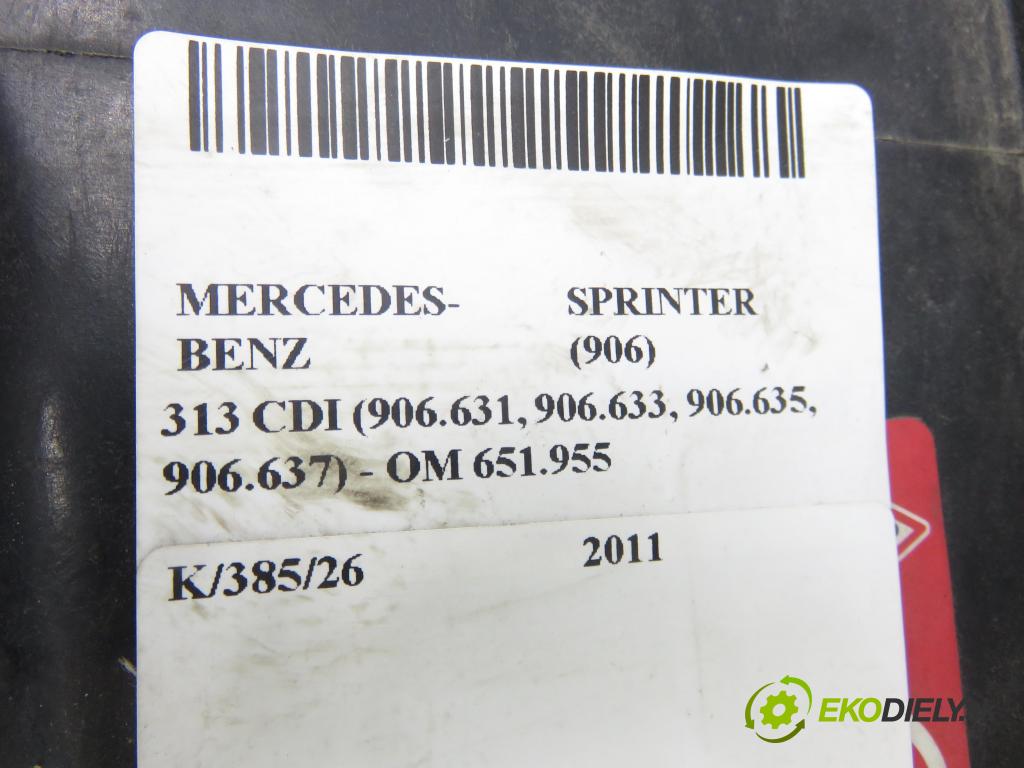 MERCEDES- SPRINTER
BENZ (906)
313 CDI (906.631, 906.633, 906.635,
906.637) - OM 651.955
K/385/26 2011
EKODIELY.